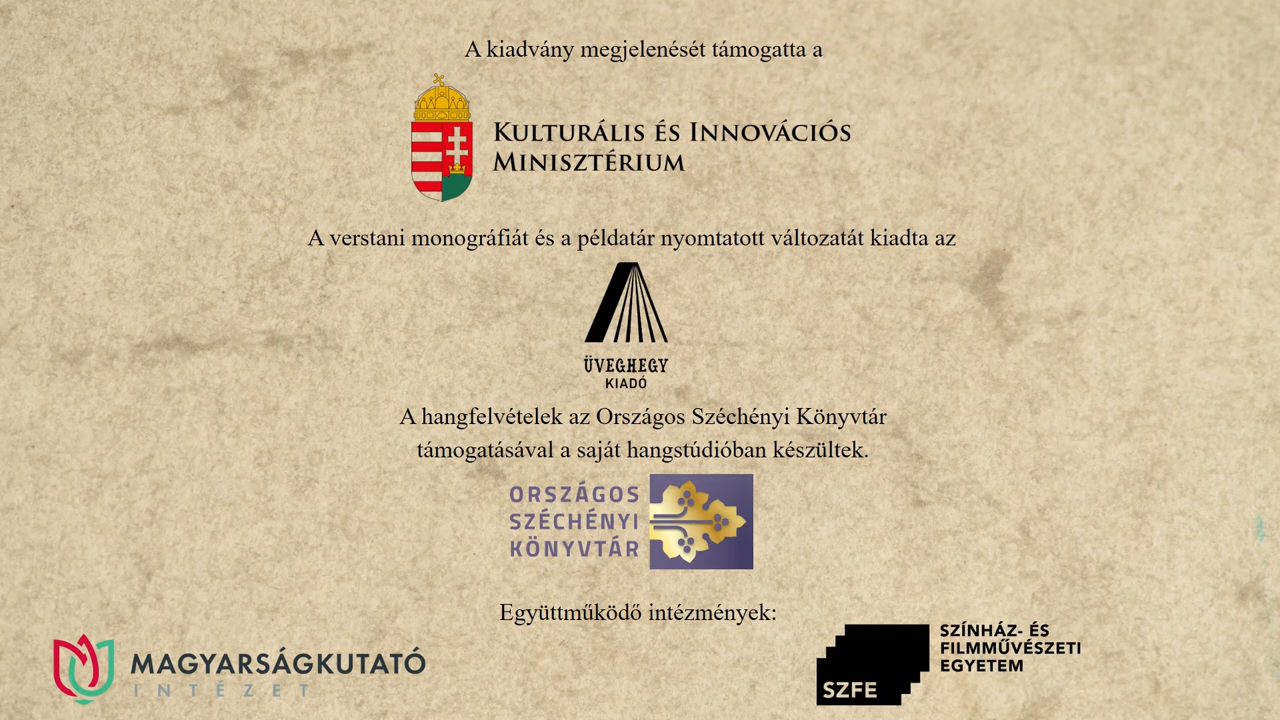 A kiadvány megjelenését támogatta a
Kulturális és Innovációs
Minisztérium
A verstani monográfiát és a példatár nyomtatott változatát kiadta az
ÜVEGHEGY
KIADÓ
A hangfelvételek az Országos Széchényi Könyvtár
támogatásával a saját hangstúdióban készültek.
ORSZÁGOS
SZÉCHÉNYI
KÖNYVTÁR
Együttműködő intézmények:
MAGYARSÁGKUTATÓ
INTÉZET
SZFE
SZÍNHÁZ- ÉS
FILMMŰVÉSZETI
EGYETEM